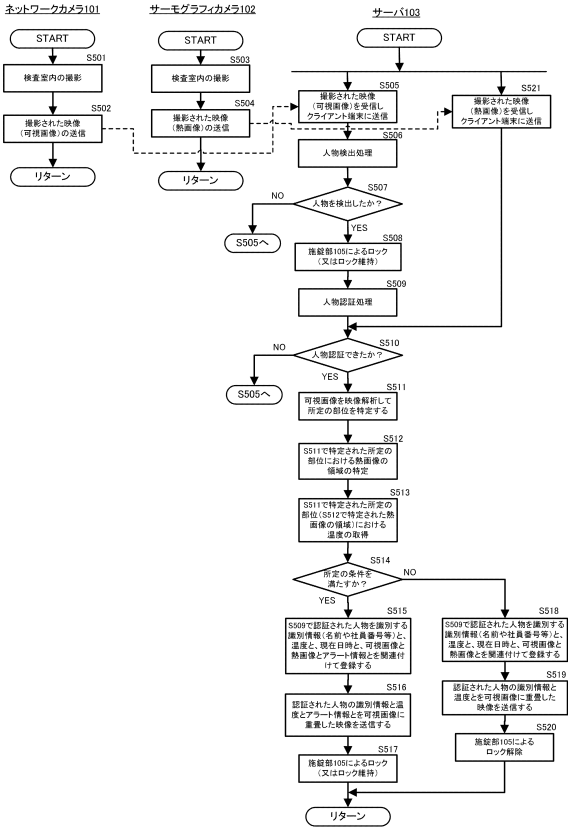 ネットワークカメラ101
START
S501
検査室内の撮影
S502
撮影された映像
(可視画像)の送信
リターン
サーモグラフィカメラ102
START
S503
検査室内の撮影
S504
撮影された映像
(熱画像)の送信
リターン
サーバ103
START
S505
撮影された映像
(可視画像)を受信し
クライアント端末に送信
S521
撮影された映像
(熱画像)を受信し
クライアント端末に送信
S506
人物検出処理
S507
人物を検出したか?
NO
S505へ
YES
S508
施錠部105によるロック
(又はロック維持)
S509
人物認証処理
S510
人物認証できたか?
NO
S505へ
YES
S511
可視画像を映像解析して
所定の部位を特定する
S512
S511で特定された所定の
部位における熱画像の
領域の特定
S513
S511で特定された所定の
部位(S512で特定された熱
画像の領域)における
温度の取得
S514
所定の条件を
満たすか?
NO
YES
S515
S509で認証された人物を識別する
識別情報(名前や社員番号等)と、
温度と、現在日時と、可視画像と
熱画像とアラート情報とを関連付
けて登録する
S516
認証された人物の識別情報と温
度とアラート情報とを可視画像に
重畳した映像を送信する
S517
施錠部105によるロック
(又はロック維持)
S518
S509で認証された人物を識別する
識別情報(名前や社員番号等)と、
温度と、現在日時と、可視画像と
熱画像とを関連付けて登録する
S519
認証された人物の識別情報と
温度とを可視画像に重畳した
映像を送信する
S520
施錠部105による
ロック解除
リターン